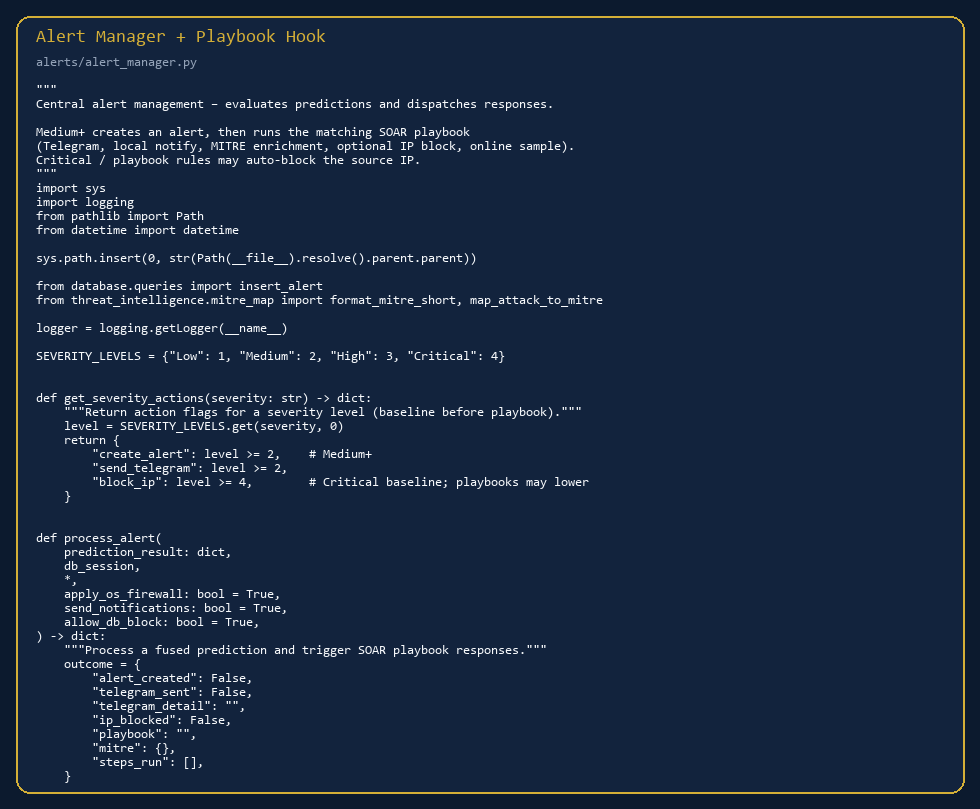 Alert Manager + Playbook Hook
alerts/alert_manager.py
"""
Central alert management – evaluates predictions and dispatches responses.

Medium+ creates an alert, then runs the matching SOAR playbook
(Telegram, local notify, MITRE enrichment, optional IP block, online sample).
Critical / playbook rules may auto-block the source IP.
"""
import sys
import logging
from pathlib import Path
from datetime import datetime

sys.path.insert(0, str(Path(__file__).resolve().parent.parent))

from database.queries import insert_alert
from threat_intelligence.mitre_map import format_mitre_short, map_attack_to_mitre

logger = logging.getLogger(__name__)

SEVERITY_LEVELS = {"Low": 1, "Medium": 2, "High": 3, "Critical": 4}


def get_severity_actions(severity: str) -> dict:
    """Return action flags for a severity level (baseline before playbook)."""
    level = SEVERITY_LEVELS.get(severity, 0)
    return {
        "create_alert": level >= 2,    # Medium+
        "send_telegram": level >= 2,
        "block_ip": level >= 4,        # Critical baseline; playbooks may lower
    }


def process_alert(
    prediction_result: dict,
    db_session,
    *,
    apply_os_firewall: bool = True,
    send_notifications: bool = True,
    allow_db_block: bool = True,
) -> dict:
    """Process a fused prediction and trigger SOAR playbook responses."""
    outcome = {
        "alert_created": False,
        "telegram_sent": False,
        "telegram_detail": "",
        "ip_blocked": False,
        "playbook": "",
        "mitre": {},
        "steps_run": [],
    }